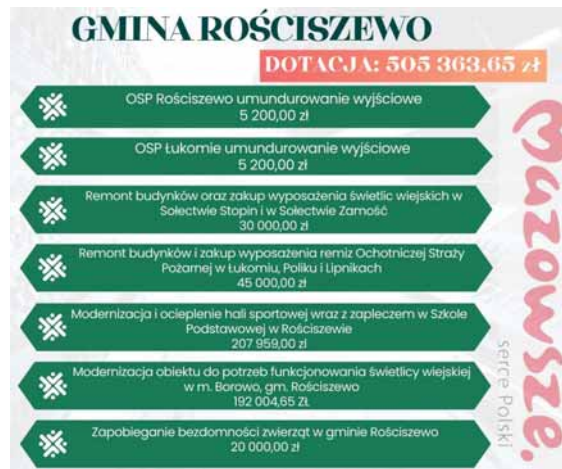 GMINA ROŚCISZEWO
DOTACJA: 505 363,65 zł
OSP Rościszewo umundurowanie wyjściowe
5 200,00 zł
OSP Łukomie umundurowanie wyjściowe
5 200,00 zł
Remont budynków oraz zakup wyposażenia świetlic wiejskich w
Sołectwie Stopin i w Sołectwie Zamość
30 000,00 zł
Remont budynków i zakup wyposażenia remiz Ochotniczej Straży
Pożarnej w Łukomiu, Poliku i Lipnikach
45 000,00 zł
Modernizacja i ocieplenie hali sportowej wraz z zapleczem w Szkole
Podstawowej w Rościszewie
207 959,00 zł
Modernizacja obiektu do potrzeb funkcjonowania świetlicy wiejskiej
w m. Borowo, gm. Rościszewo
192 004,65 ZŁ
Zapobieganie bezdomności zwierząt w gminie Rościszewo
20 000,00 zł
Mazowsze.
serce Polski